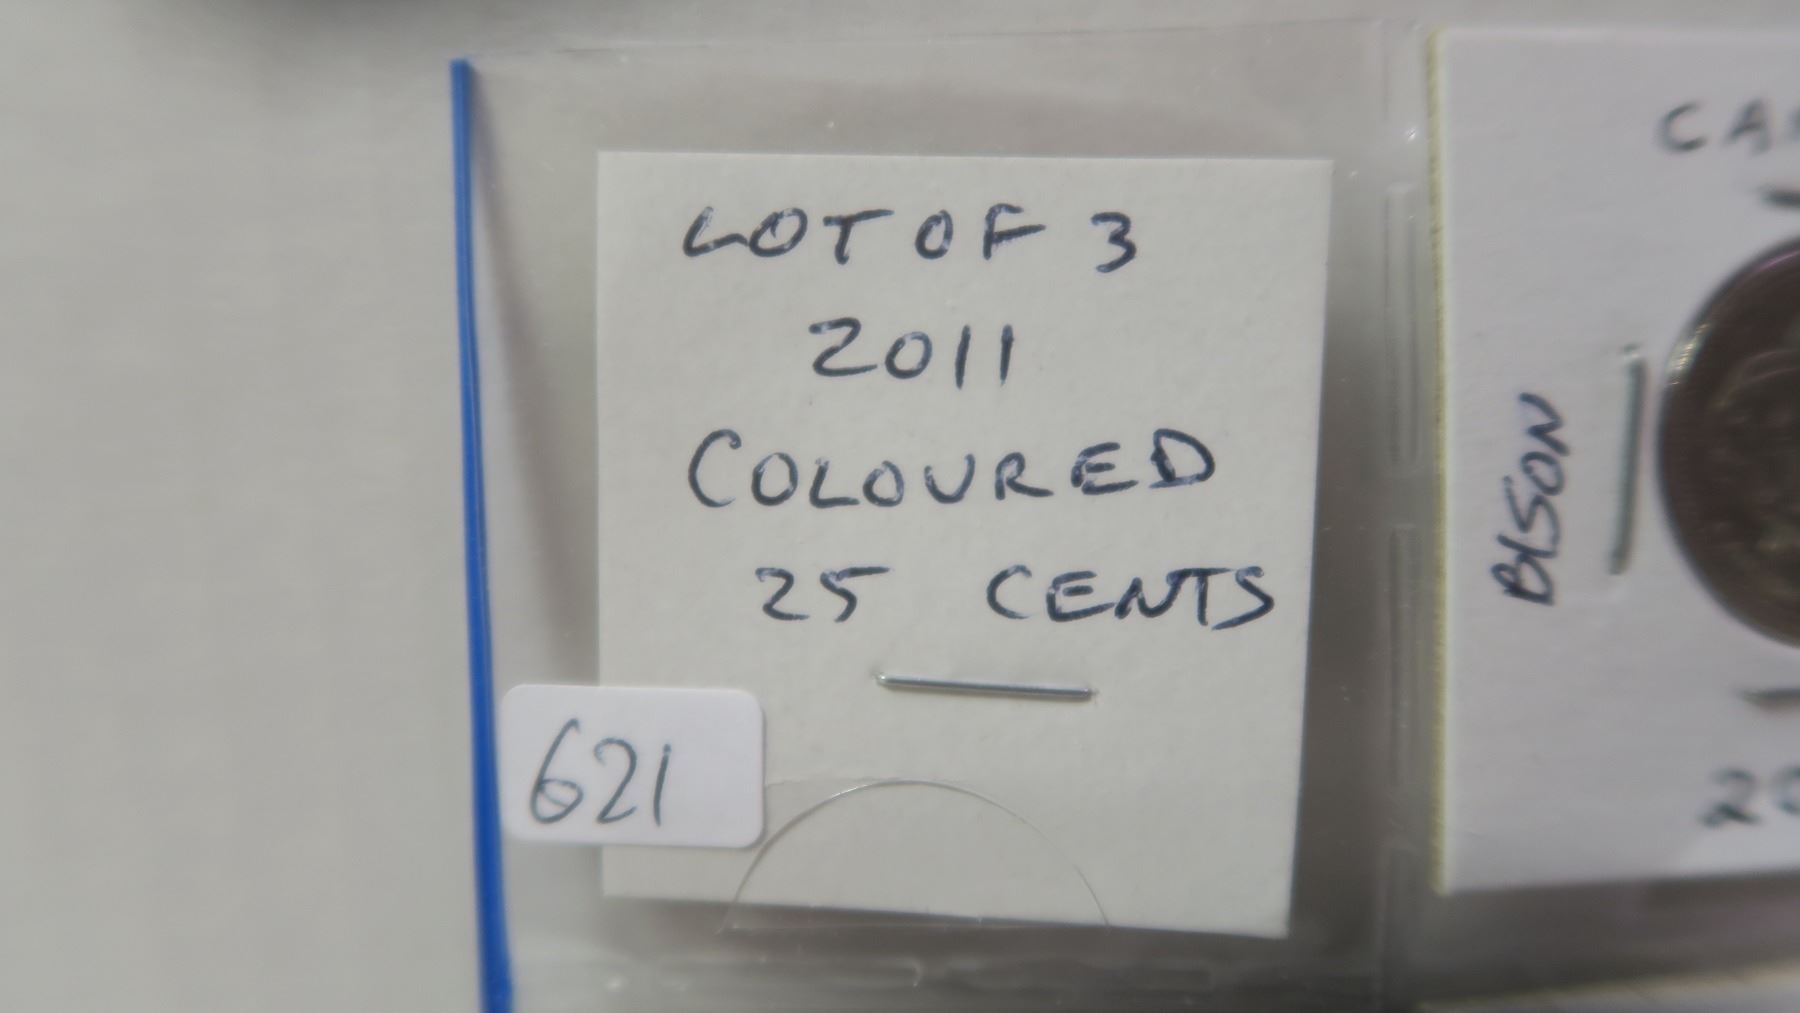 LOT OF 3
2011
COLOURED
25 CENTS
621
BISON